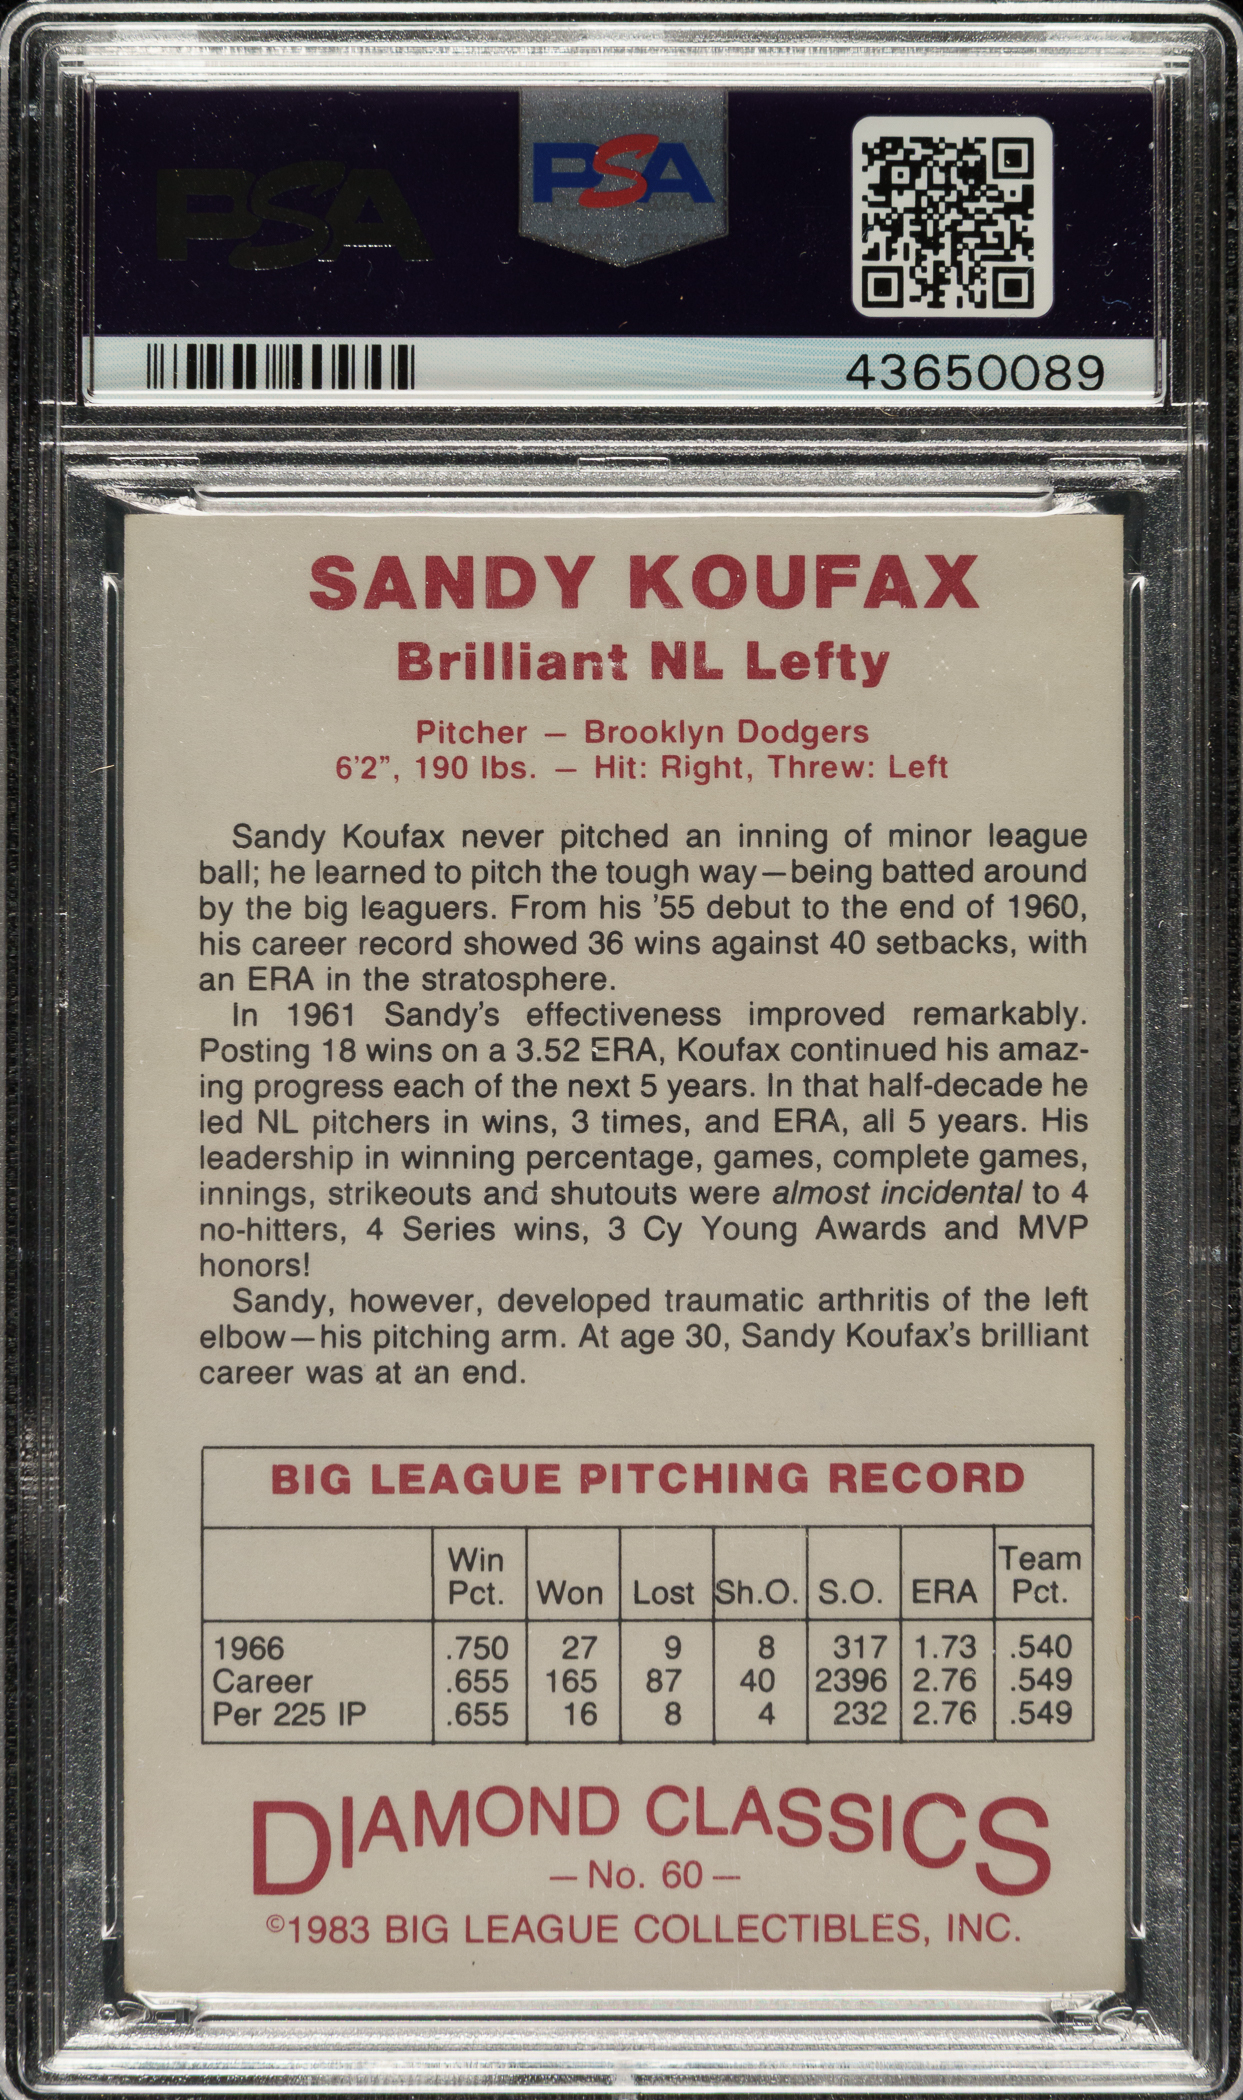 PSA
PSA
43650089
SANDY KOUFAX
Brilliant NL Lefty
Pitcher — Brooklyn Dodgers
6'2", 190 lbs. — Hit: Right, Threw: Left
Sandy Koufax never pitched an inning of minor league
ball; he learned to pitch the tough way—being batted around
by the big leaguers. From his '55 debut to the end of 1960,
his career record showed 36 wins against 40 setbacks, with
an ERA in the stratosphere.
In 1961 Sandy's effectiveness improved remarkably.
Posting 18 wins on a 3.52 ERA, Koufax continued his amaz-
ing progress each of the next 5 years. In that half-decade he
led NL pitchers in wins, 3 times, and ERA, all 5 years. His
leadership in winning percentage, games, complete games,
innings, strikeouts and shutouts were almost incidental to 4
no-hitters, 4 Series wins, 3 Cy Young Awards and MVP
honors!
Sandy, however, developed traumatic arthritis of the left
elbow—his pitching arm. At age 30, Sandy Koufax's brilliant
career was at an end.
BIG LEAGUE PITCHING RECORD
Win Pct. Won Lost Sh.O. S.O. ERA Team Pct.
1966 .750 27 9 8 317 1.73 .540
Career .655 165 87 40 2396 2.76 .549
Per 225 IP .655 16 8 4 232 2.76 .549
DIAMOND CLASSICS
— No. 60 —
©1983 BIG LEAGUE COLLECTIBLES, INC.